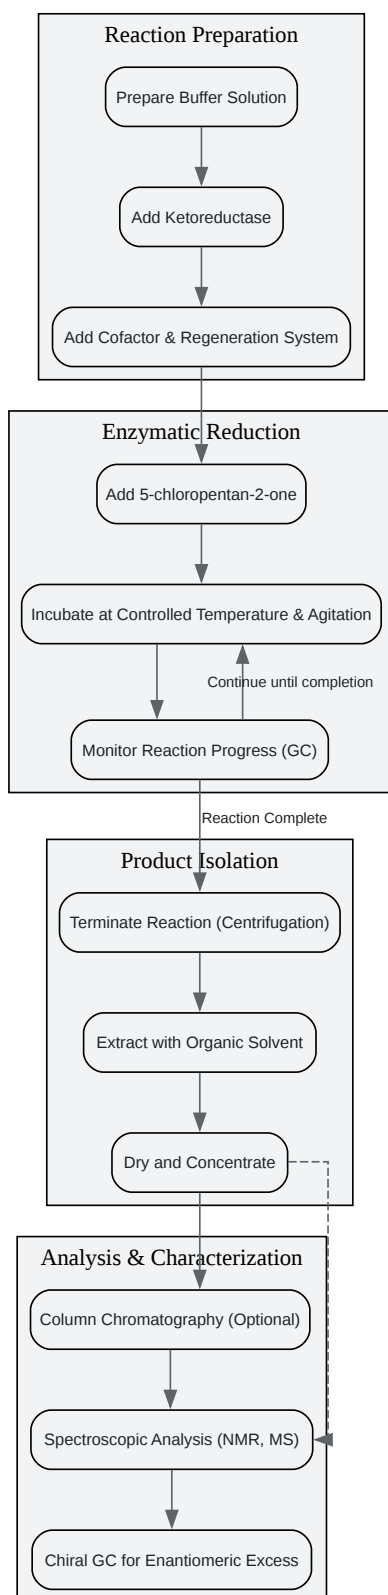 Reaction Preparation
Prepare Buffer Solution
Add Ketoreductase
Add Cofactor & Regeneration System
Enzymatic Reduction
Add 5-chloropentan-2-one
Incubate at Controlled Temperature & Agitation
Continue until completion
Monitor Reaction Progress (GC)
Reaction Complete
Product Isolation
Terminate Reaction (Centrifugation)
Extract with Organic Solvent
Dry and Concentrate
Analysis & Characterization
Column Chromatography (Optional)
Spectroscopic Analysis (NMR, MS)
Chiral GC for Enantiomeric Excess